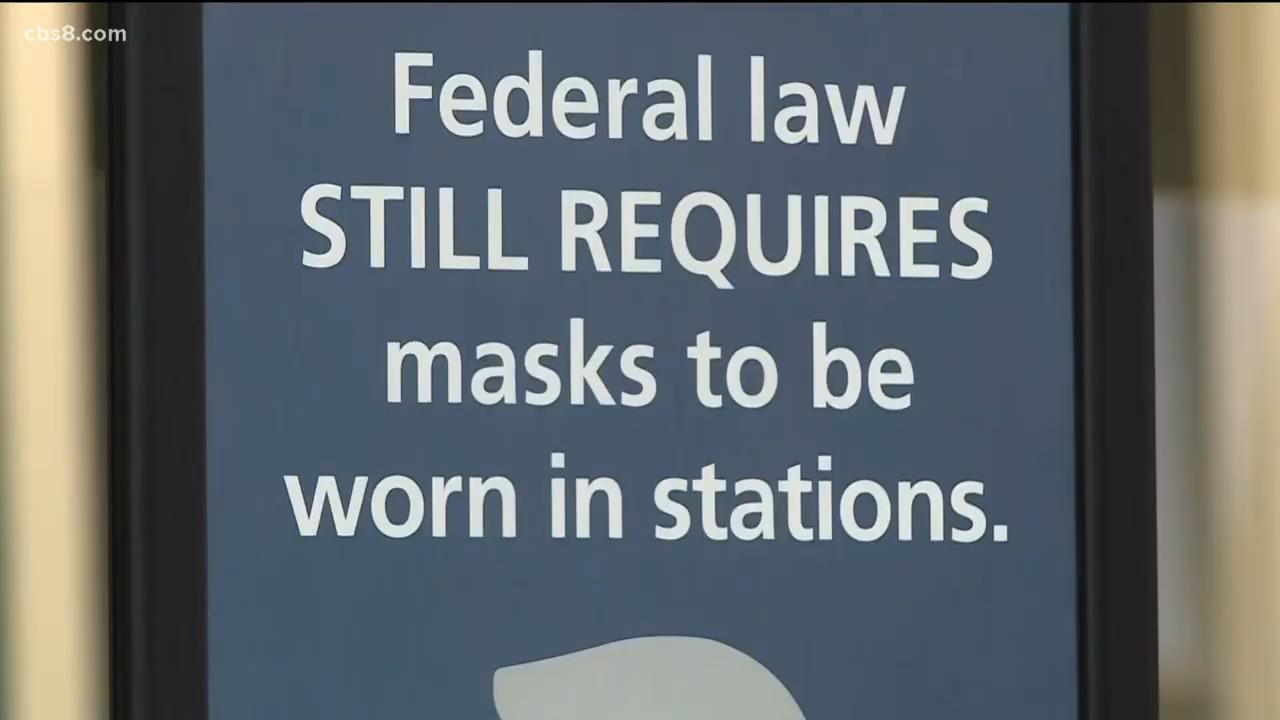 cbs8.com
Federal law
STILL REQUIRES
masks to be
worn in stations.